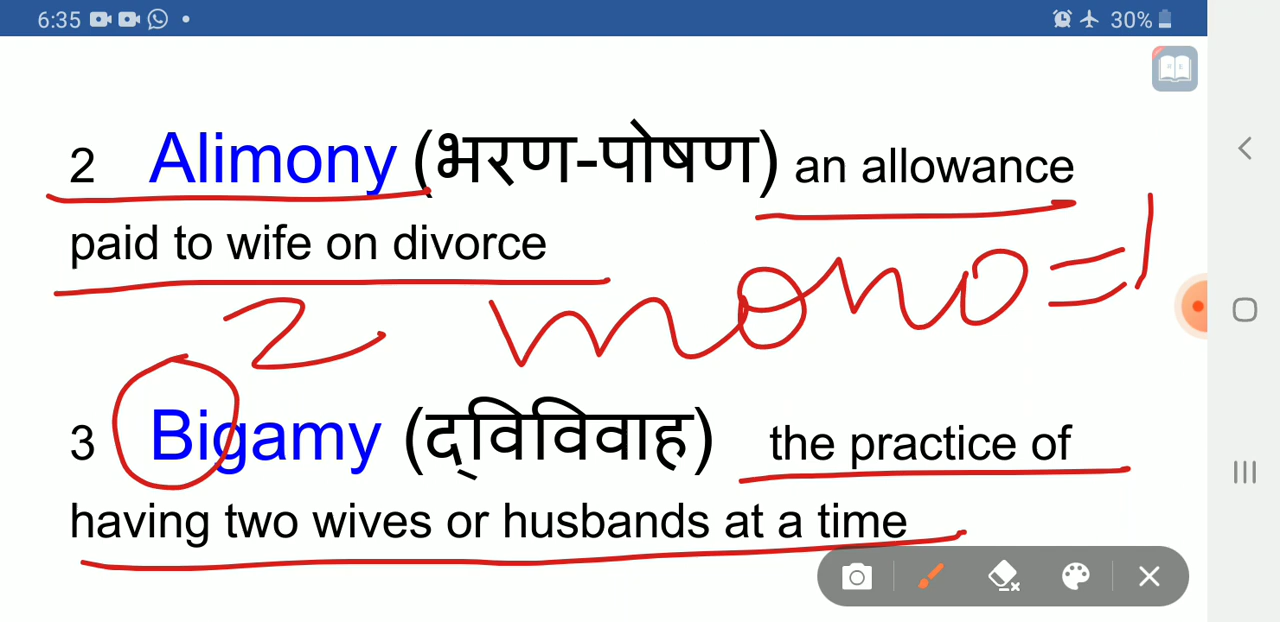 6:35 30%
2 Alimony (भरण-पोषण) an allowance
paid to wife on divorce
2 mono=1
3 Bigamy (द्‌विविवाह) the practice of
having two wives or husbands at a time